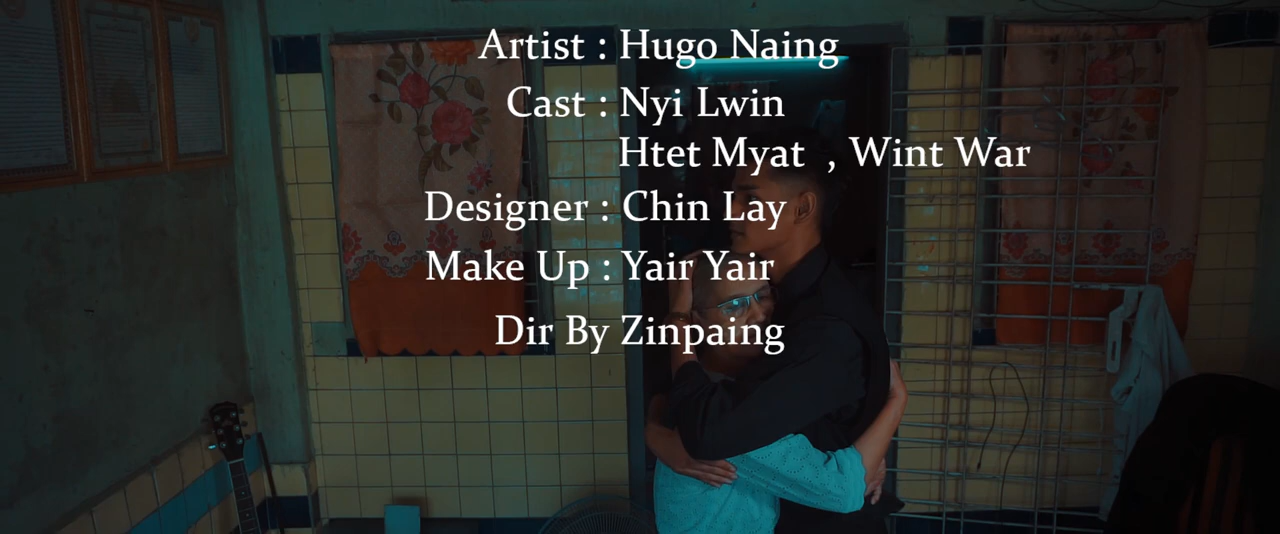 Artist : Hugo Naing
Cast : Nyi Lwin
Htet Myat , Wint War
Designer : Chin Lay
Make Up : Yair Yair
Dir By Zinpaing